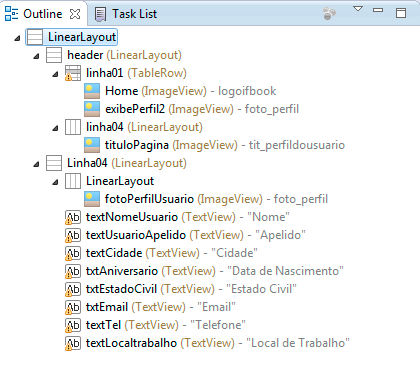 Outline Task List
LinearLayout
header (LinearLayout)
linha01 (TableRow)
Home (ImageView) - logoifbook
exibePerfil2 (ImageView) - foto_perfil
linha04 (LinearLayout)
tituloPagina (ImageView) - tit_perfildousuario
Linha04 (LinearLayout)
LinearLayout
fotoPerfilUsuario (ImageView) - foto_perfil
Ab textNomeUsuario (TextView) - "Nome"
Ab textUsuarioApelido (TextView) - "Apelido"
Ab textCidade (TextView) - "Cidade"
Ab txtAniversario (TextView) - "Data de Nascimento"
Ab txtEstadoCivil (TextView) - "Estado Civil"
Ab txtEmail (TextView) - "Email"
Ab textTel (TextView) - "Telefone"
Ab textLocaltrabalho (TextView) - "Local de Trabalho"